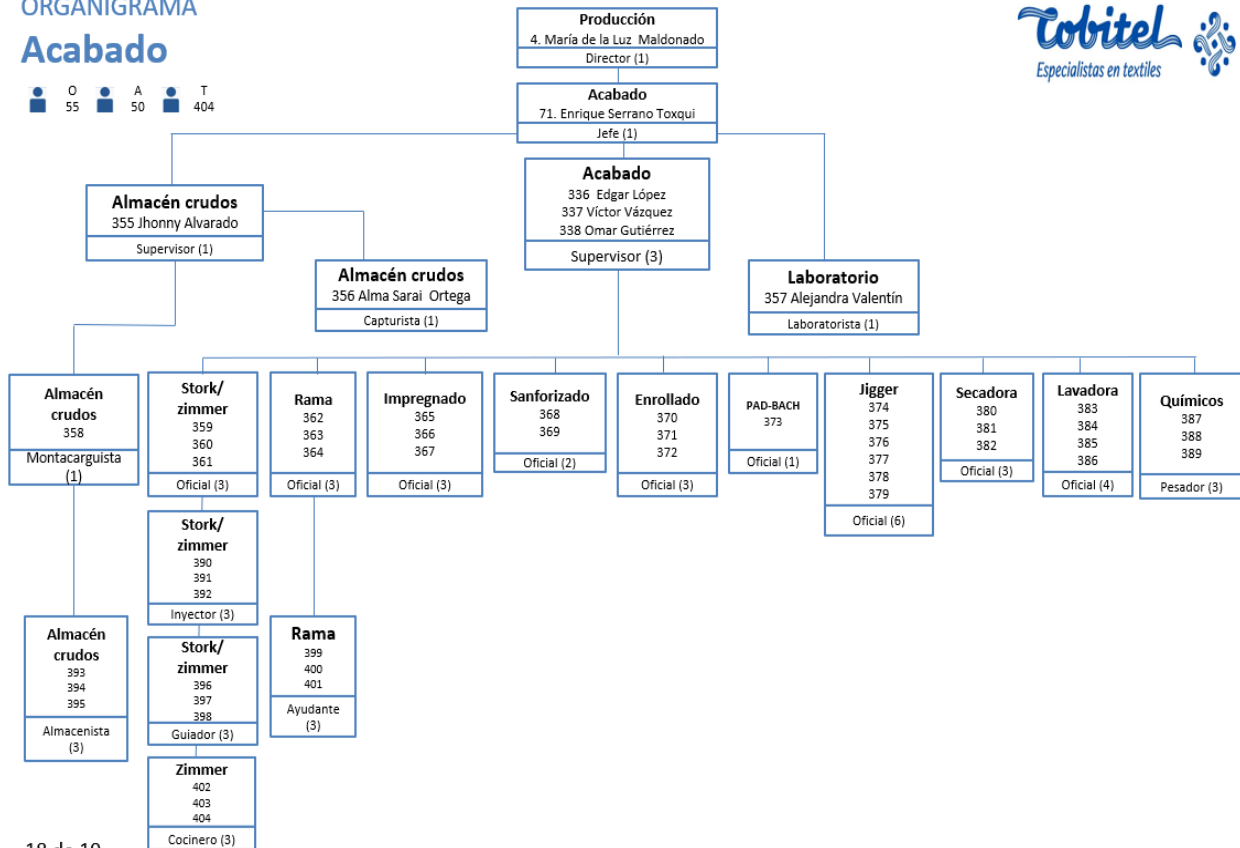 ORGANIGRAMA
Acabado
O
55
A
50
T
404
Tobitel
Especialistas en textiles
Producción
4. María de la Luz Maldonado
Director (1)
Acabado
71. Enrique Serrano Toxqui
Jefe (1)
Almacén crudos
355 Jhonny Alvarado
Supervisor (1)
Acabado
336 Edgar López
337 Víctor Vázquez
338 Omar Gutiérrez
Supervisor (3)
Almacén crudos
356 Alma Sarai Ortega
Capturista (1)
Laboratorio
357 Alejandra Valentín
Laboratorista (1)
Almacén
crudos
358
Montacarguista
(1)
Stork/
zimmer
359
360
361
Oficial (3)
Rama
362
363
364
Oficial (3)
Impregnado
365
366
367
Oficial (3)
Sanforizado
368
369
Oficial (2)
Enrollado
370
371
372
Oficial (3)
PAD-BACH
373
Oficial (1)
Jigger
374
375
376
377
378
379
Oficial (6)
Secadora
380
381
382
Oficial (3)
Lavadora
383
384
385
386
Oficial (4)
Químicos
387
388
389
Pesador (3)
Stork/
zimmer
390
391
392
Inyector (3)
Almacén
crudos
393
394
395
Almacenista
(3)
Stork/
zimmer
396
397
398
Guiador (3)
Rama
399
400
401
Ayudante
(3)
Zimmer
402
403
404
Cocinero (3)
18 de 19